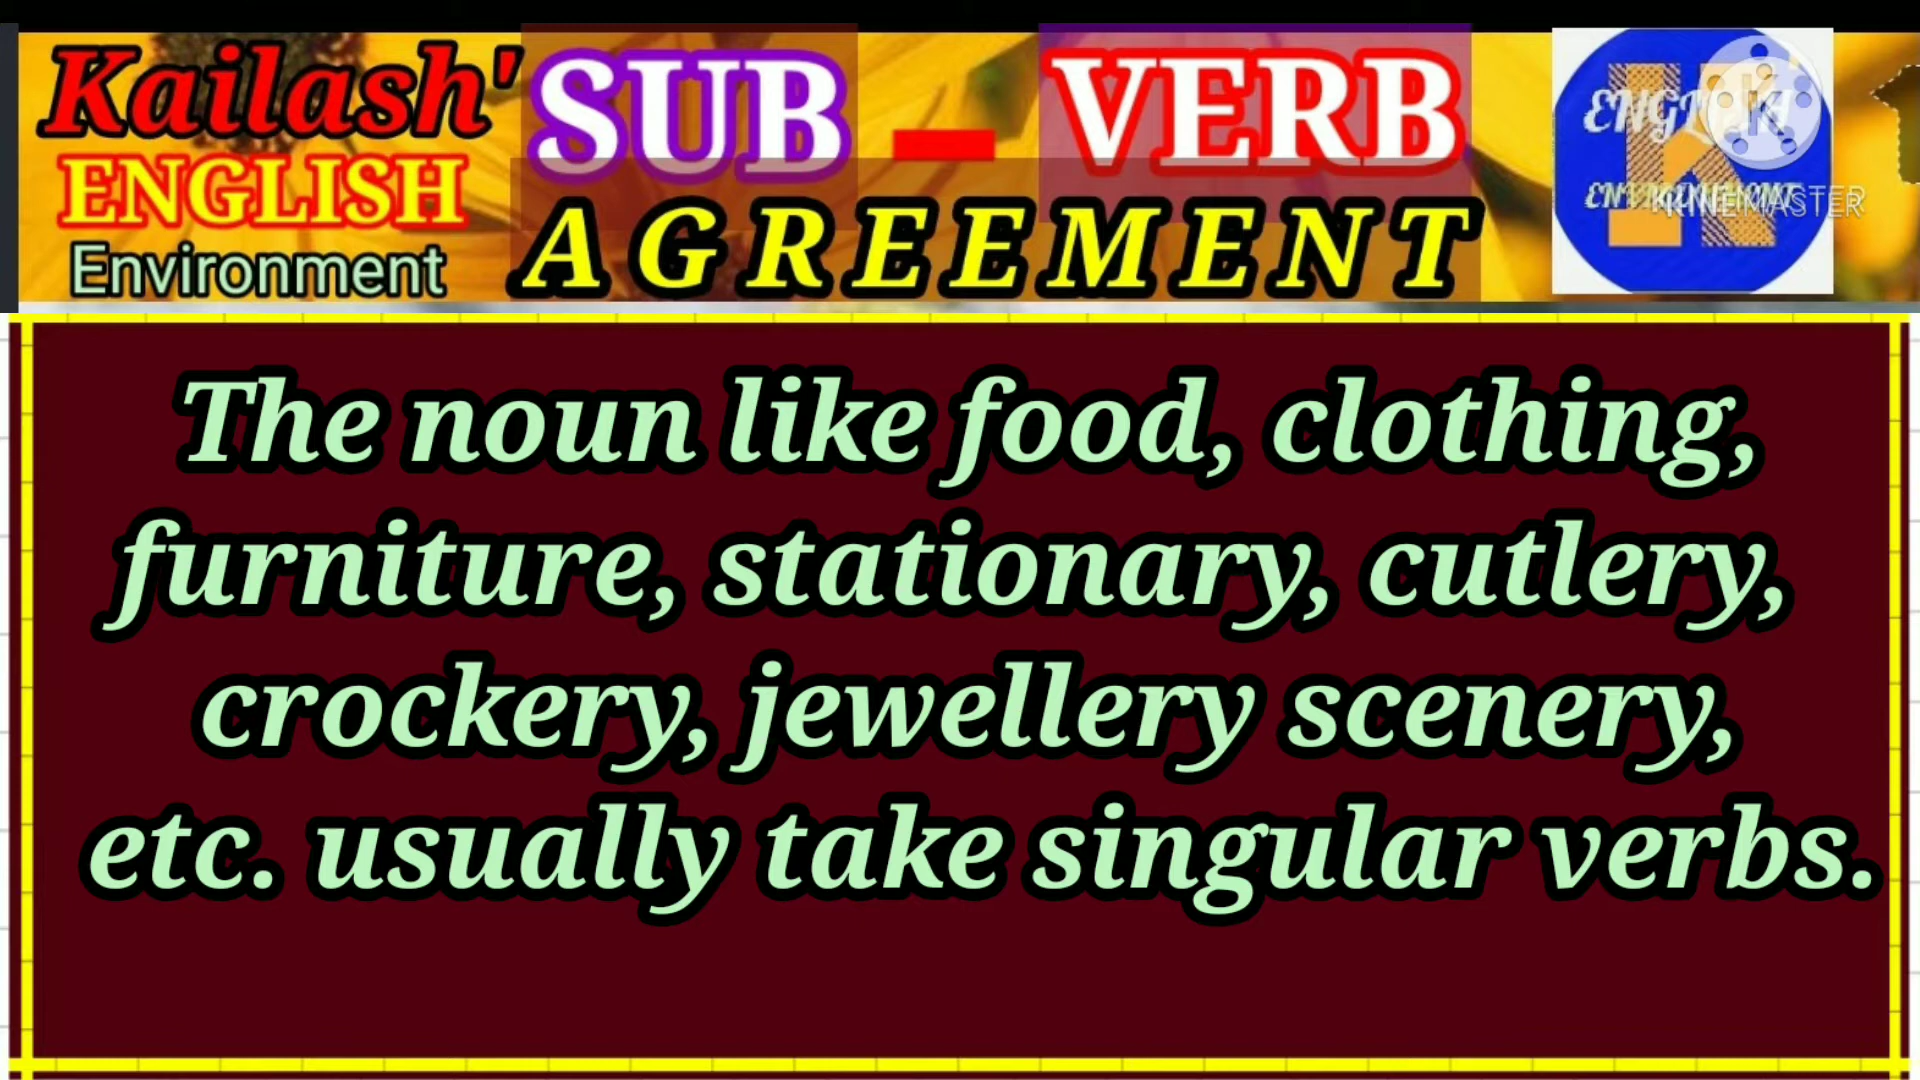 Kailash' SUB - VERB
ENGLISH
Environment AGREEMENT
KINEMASTER
The noun like food, clothing,
furniture, stationary, cutlery,
crockery, jewellery scenery,
etc. usually take singular verbs.